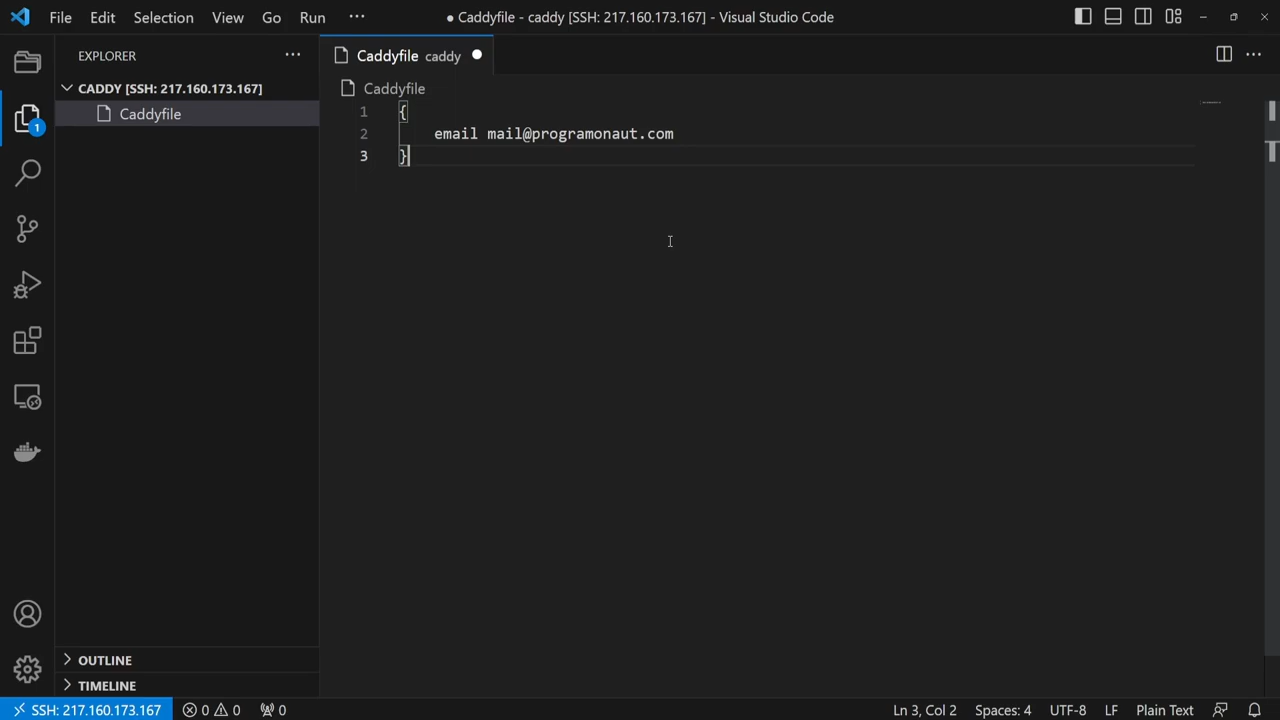 File Edit Selection View Go Run ··· ● Caddyfile - caddy [SSH: 217.160.173.167] - Visual Studio Code
EXPLORER ···
CADDY [SSH: 217.160.173.167]
Caddyfile
Caddyfile caddy
Caddyfile
1 {
2 email mail@programonaut.com
3 }
1
OUTLINE
TIMELINE
SSH: 217.160.173.167 0 0 0 Ln 3, Col 2 Spaces: 4 UTF-8 LF Plain Text